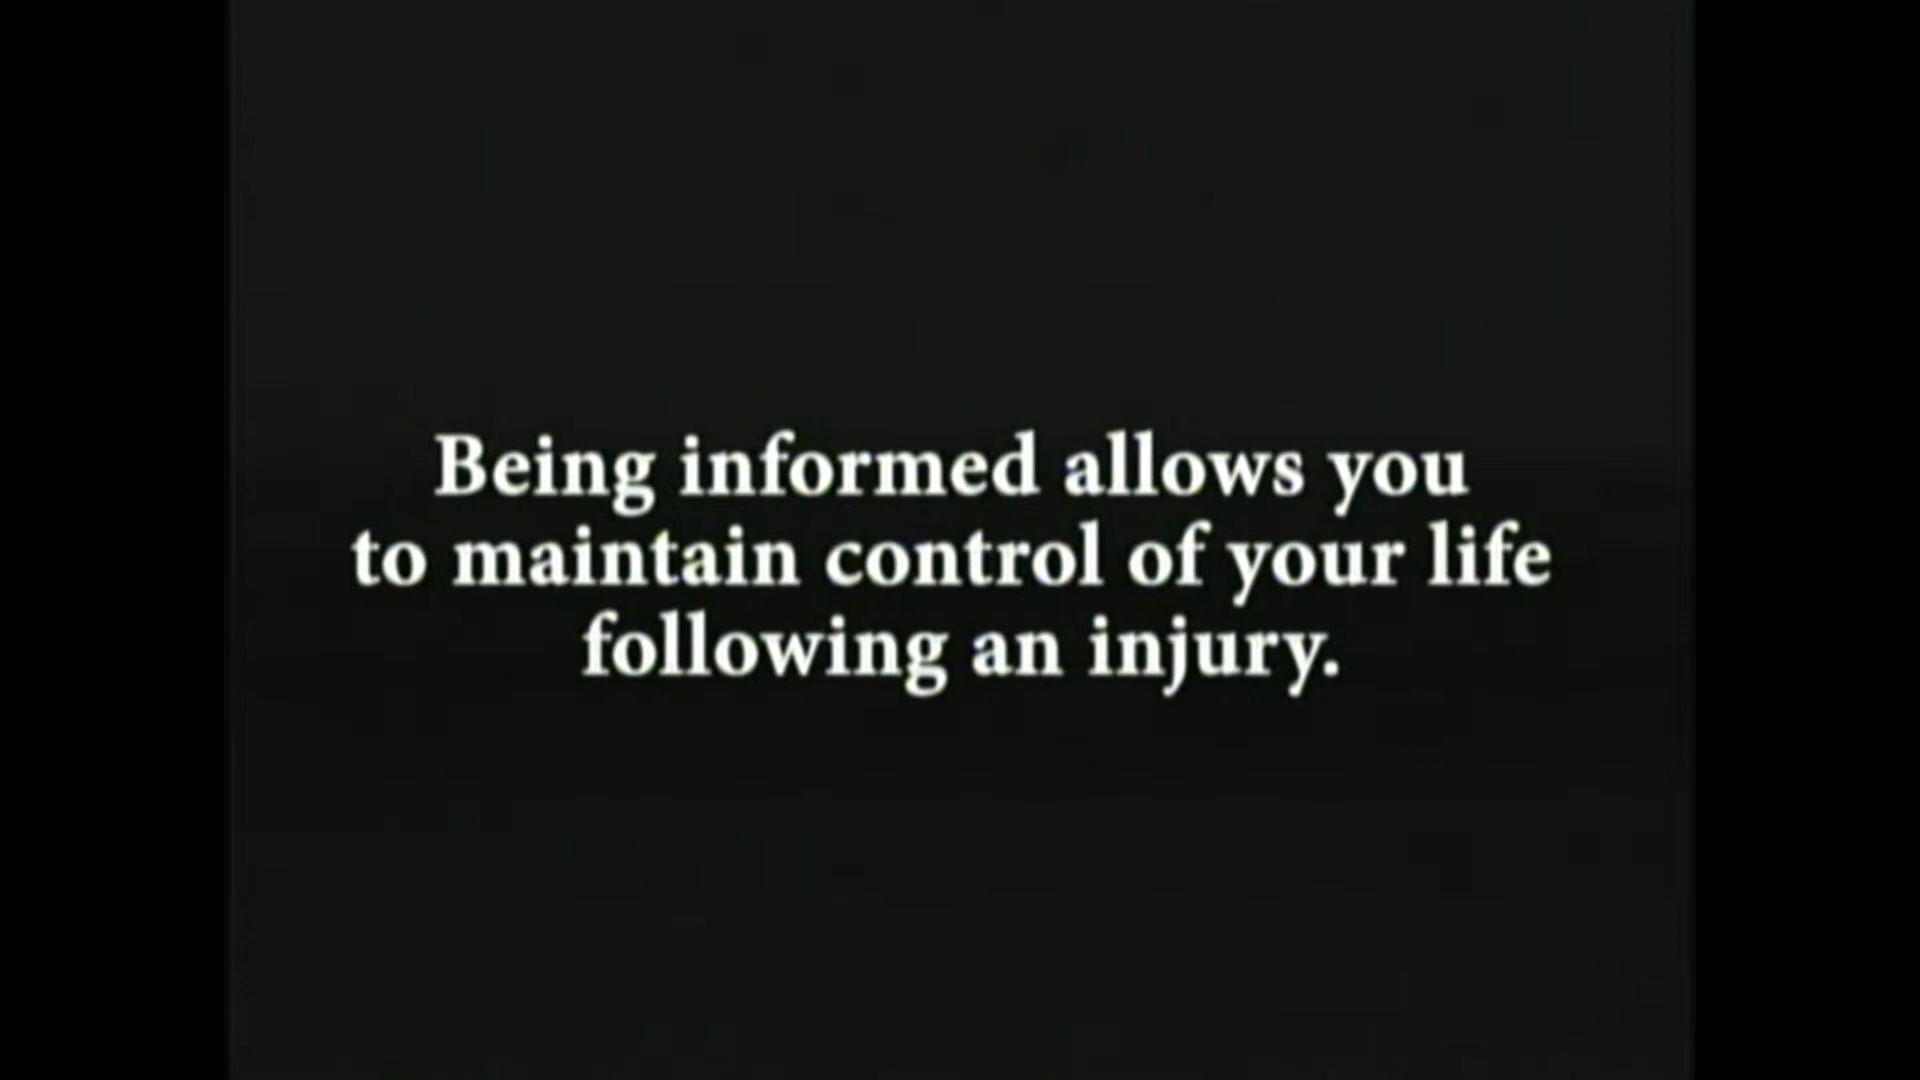 Being informed allows you
to maintain control of your life
following an injury.